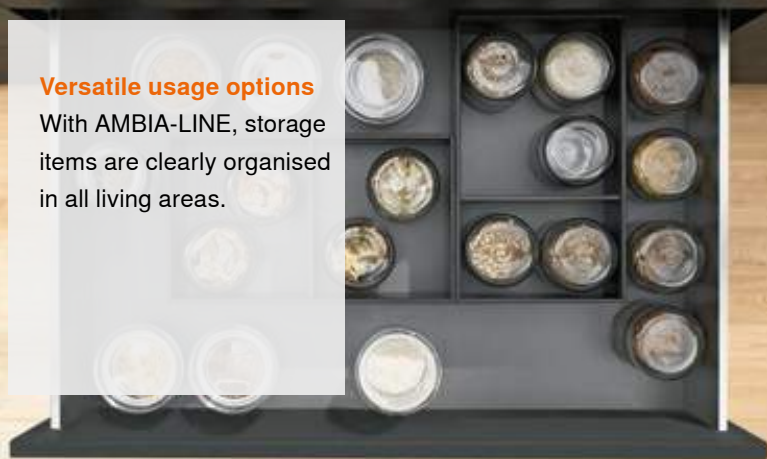 Versatile usage options
With AMBIA-LINE, storage
items are clearly organised
in all living areas.